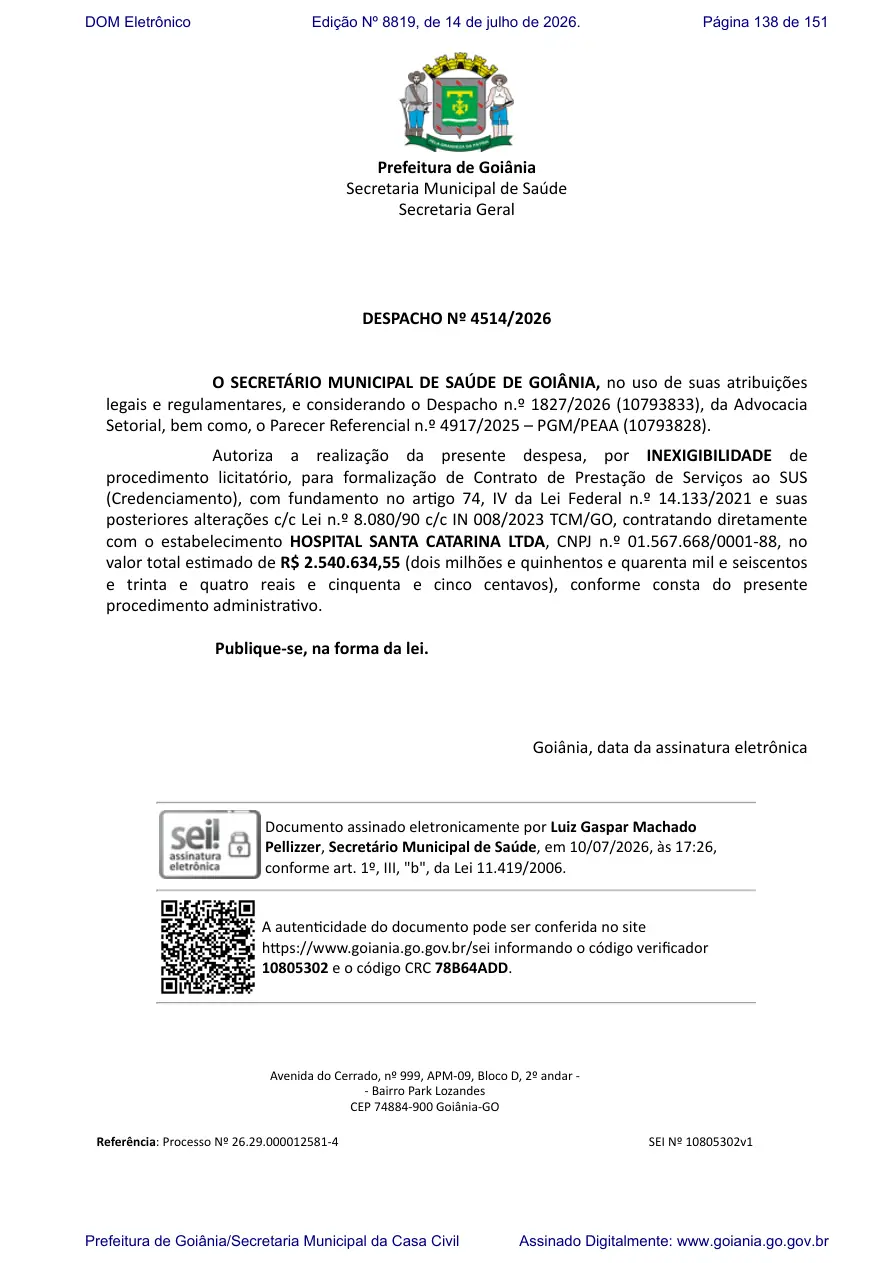 DOM Eletrônico Edição Nº 8819, de 14 de julho de 2026. Página 138 de 151
PELA GRANDEZA DA PÁTRIA
Prefeitura de Goiânia
Secretaria Municipal de Saúde
Secretaria Geral
DESPACHO Nº 4514/2026
O SECRETÁRIO MUNICIPAL DE SAÚDE DE GOIÂNIA, no uso de suas atribuições
legais e regulamentares, e considerando o Despacho n.º 1827/2026 (10793833), da Advocacia
Setorial, bem como, o Parecer Referencial n.º 4917/2025 – PGM/PEAA (10793828).
Autoriza a realização da presente despesa, por INEXIGIBILIDADE de
procedimento licitatório, para formalização de Contrato de Prestação de Serviços ao SUS
(Credenciamento), com fundamento no artigo 74, IV da Lei Federal n.º 14.133/2021 e suas
posteriores alterações c/c Lei n.º 8.080/90 c/c IN 008/2023 TCM/GO, contratando diretamente
com o estabelecimento HOSPITAL SANTA CATARINA LTDA, CNPJ n.º 01.567.668/0001-88, no
valor total estimado de R$ 2.540.634,55 (dois milhões e quinhentos e quarenta mil e seiscentos
e trinta e quatro reais e cinquenta e cinco centavos), conforme consta do presente
procedimento administrativo.
Publique-se, na forma da lei.
Goiânia, data da assinatura eletrônica
sei!
assinatura
eletrônica
Documento assinado eletronicamente por Luiz Gaspar Machado
Pellizzer, Secretário Municipal de Saúde, em 10/07/2026, às 17:26,
conforme art. 1º, III, "b", da Lei 11.419/2006.
A autenticidade do documento pode ser conferida no site
https://www.goiania.go.gov.br/sei informando o código verificador
10805302 e o código CRC 78B64ADD.
Avenida do Cerrado, nº 999, APM-09, Bloco D, 2º andar -
- Bairro Park Lozandes
CEP 74884-900 Goiânia-GO
Referência: Processo Nº 26.29.000012581-4 SEI Nº 10805302v1
Prefeitura de Goiânia/Secretaria Municipal da Casa Civil Assinado Digitalmente: www.goiania.go.gov.br